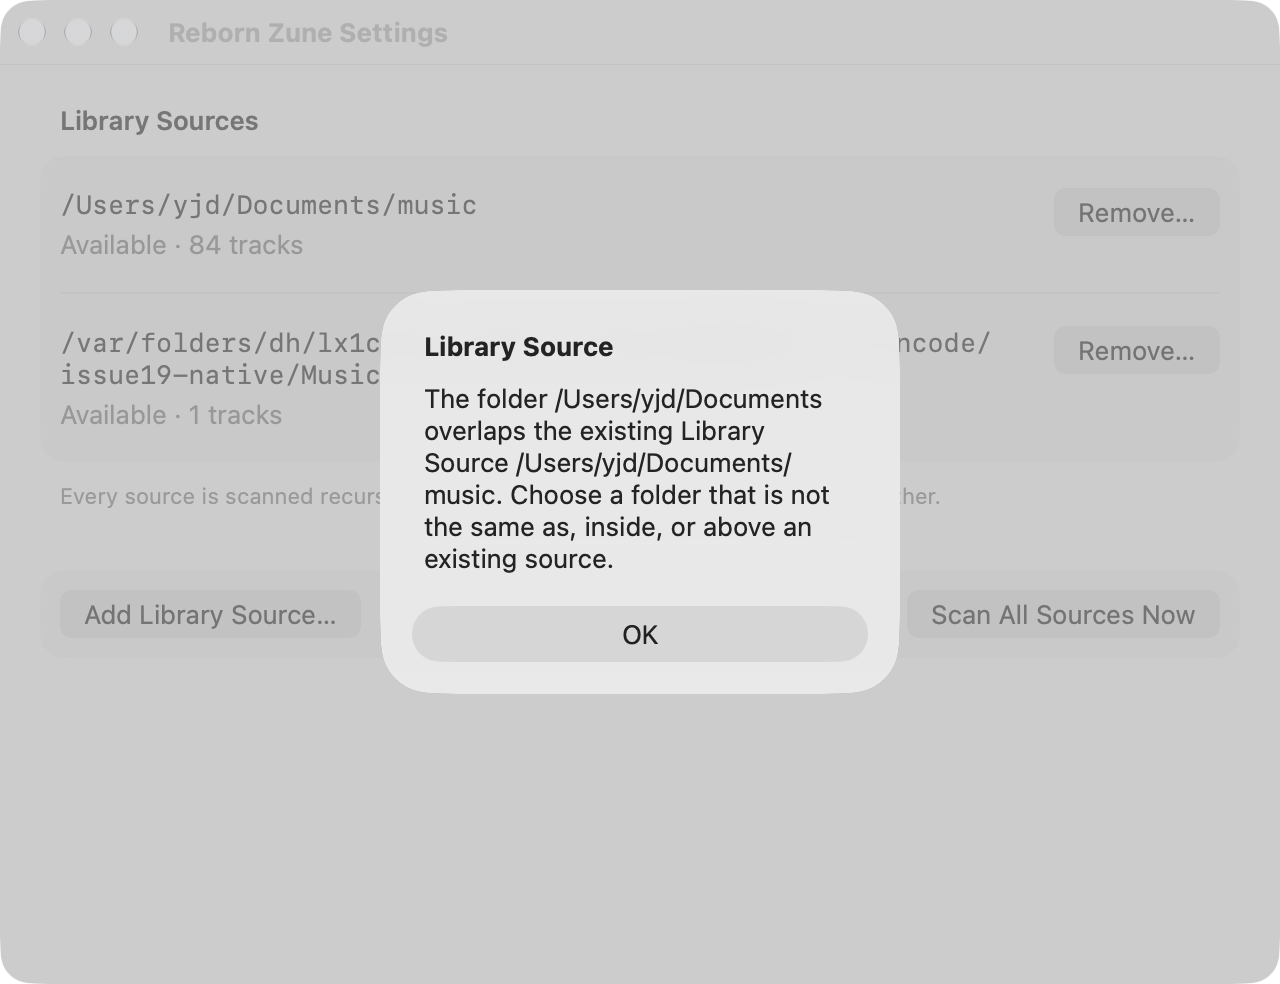 Reborn Zune Settings
Library Sources
/Users/yjd/Documents/music
Available · 84 tracks
Remove...
/var/folders/dh/lx1c
ncode/
issue19-native/Music
Available · 1 tracks
Remove...
Every source is scanned recurs
her.
Add Library Source...
Scan All Sources Now
Library Source
The folder /Users/yjd/Documents
overlaps the existing Library
Source /Users/yjd/Documents/
music. Choose a folder that is not
the same as, inside, or above an
existing source.
OK